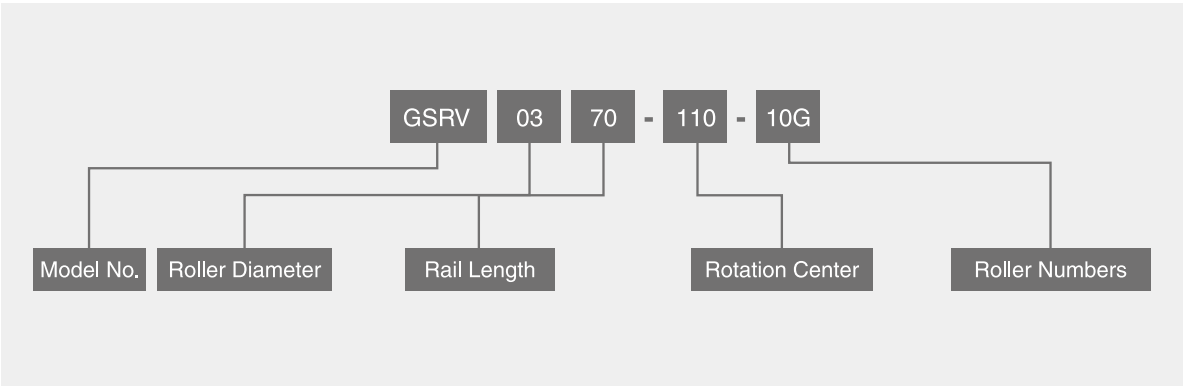 GSRV 03 70 - 110 - 10G
Model No. Roller Diameter Rail Length Rotation Center Roller Numbers